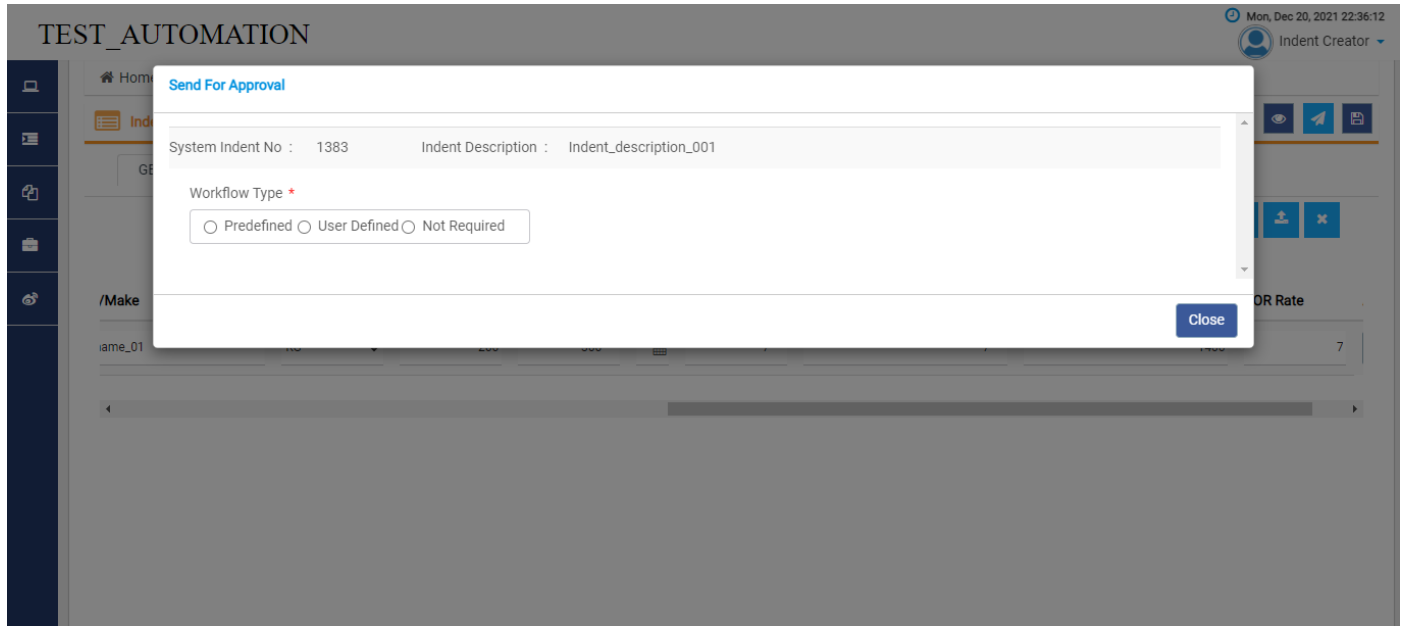 Mon, Dec 20, 2021 22:36:12
TEST_AUTOMATION
Indent Creator
Home
Send For Approval
System Indent No : 1383 Indent Description : Indent_description_001
Workflow Type *
Predefined User Defined Not Required
/Make OR Rate
Close
ame_01 7